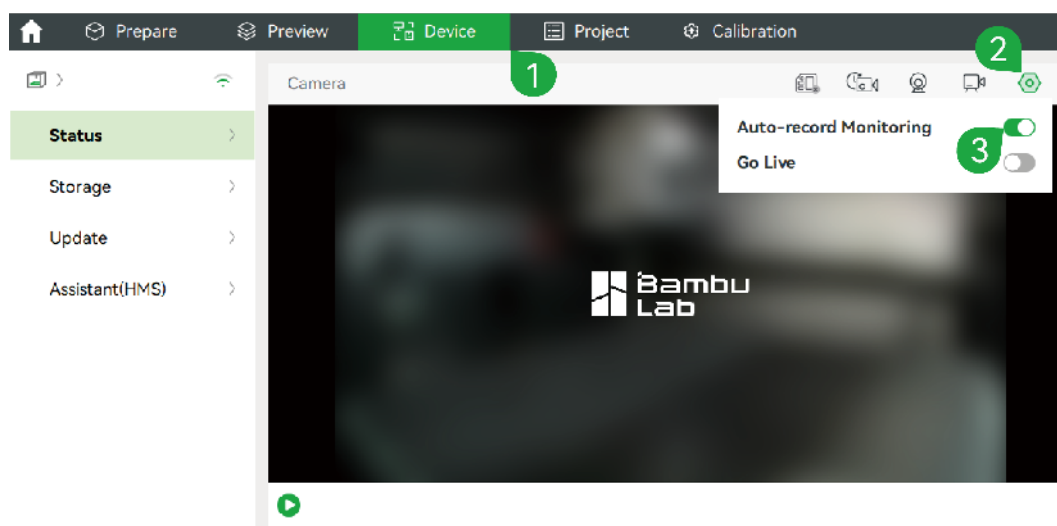 Prepare
Preview
Device
Project
Calibration
1
2
Camera
Status
Storage
Update
Assistant(HMS)
Auto-record Monitoring
3
Go Live
Bambu
Lab